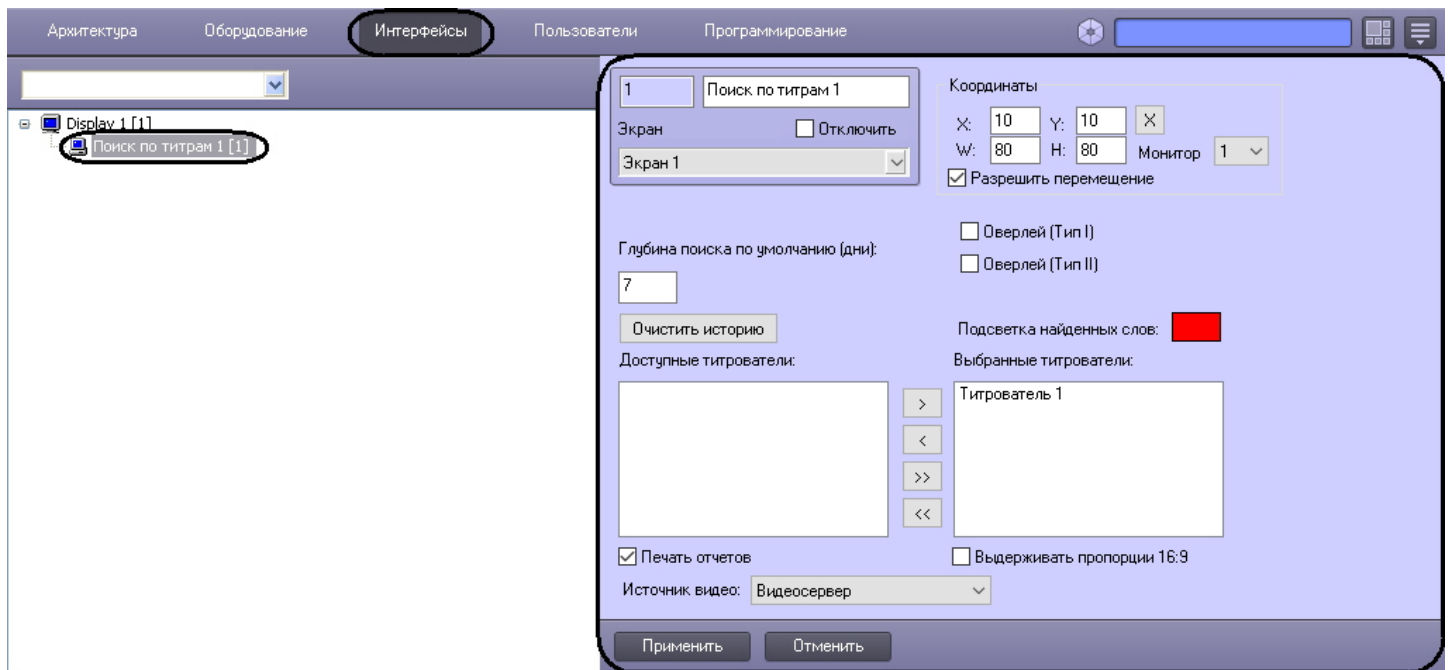 Архитектура Оборудование Интерфейсы Пользователи Программирование
Display 1 [1]
Поиск по титрам 1 [1]
1 Поиск по титрам 1
Экран Отключить
Экран 1
Координаты
X: 10 Y: 10 X
W: 80 H: 80 Монитор 1
Разрешить перемещение
Глубина поиска по умолчанию (дни):
7
Оверлей (Тип I)
Оверлей (Тип II)
Очистить историю
Подсветка найденных слов:
Доступные титрователи:
Выбранные титрователи:
Титрователь 1
>
<
>>
<<
Печать отчетов
Выдерживать пропорции 16:9
Источник видео: Видеосервер
Применить Отменить